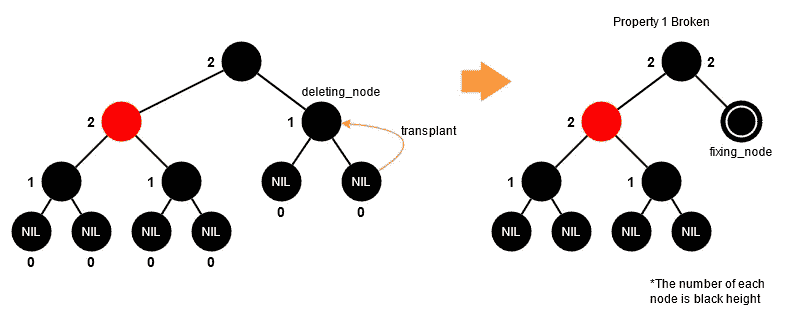 Property 1 Broken
2
2 2
deleting_node
2
1
transplant
2
fixing_node
1
1
NIL
NIL
1
1
0
0
NIL
NIL
NIL
NIL
NIL
NIL
NIL
NIL
0
0
0
0
*The number of each
node is black height